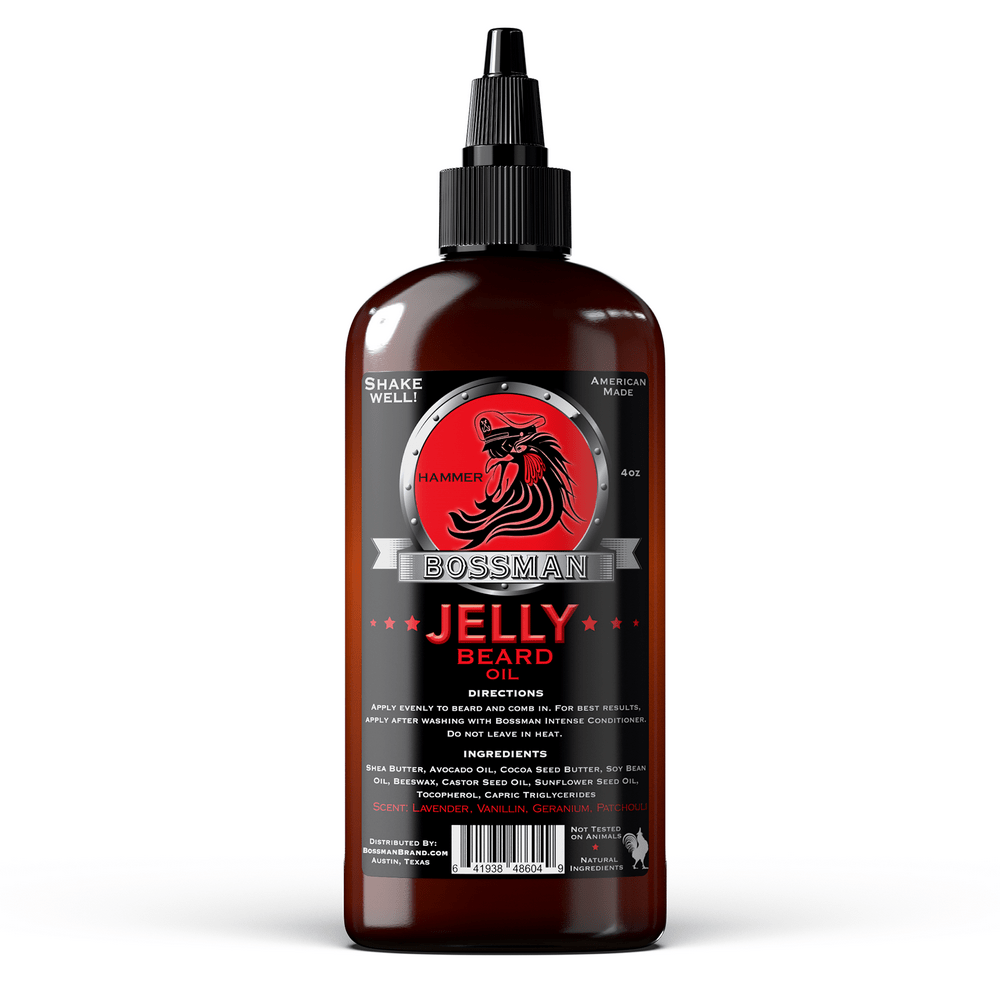 SHAKE WELL!
AMERICAN MADE
HAMMER
4oz
BOSSMAN
JELLY
BEARD
OIL
DIRECTIONS
APPLY EVENLY TO BEARD AND COMB IN. FOR BEST RESULTS,
APPLY AFTER WASHING WITH BOSSMAN INTENSE CONDITIONER.
DO NOT LEAVE IN HEAT.
INGREDIENTS
SHEA BUTTER, AVOCADO OIL, COCOA SEED BUTTER, SOY BEAN
OIL, BEESWAX, CASTOR SEED OIL, SUNFLOWER SEED OIL,
TOCOPHEROL, CAPRIC TRIGLYCERIDES
SCENT: LAVENDER, VANILLIN, GERANIUM, PATCHOULI
DISTRIBUTED BY:
BOSSMANBRAND.COM
AUSTIN, TEXAS
6 41938 48604 9
NOT TESTED
ON ANIMALS
NATURAL
INGREDIENTS